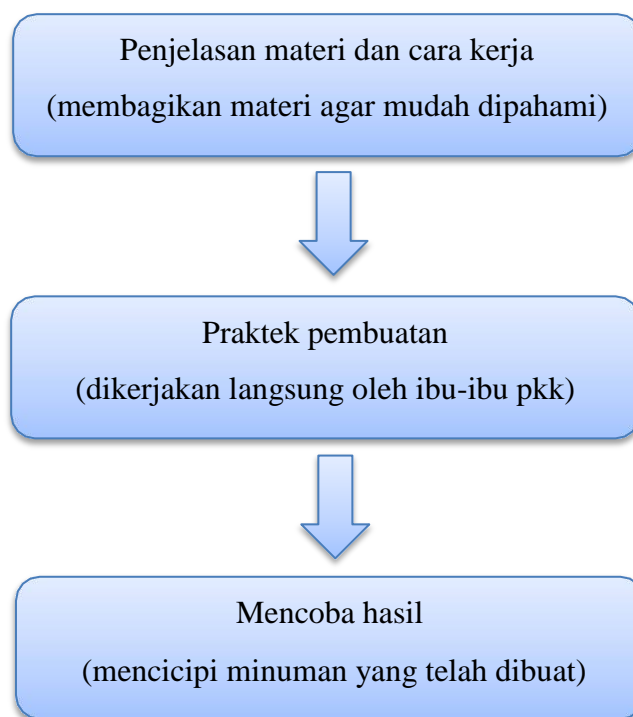 Penjelasan materi dan cara kerja
(membagikan materi agar mudah dipahami)
Praktek pembuatan
(dikerjakan langsung oleh ibu-ibu pkk)
Mencoba hasil
(mencicipi minuman yang telah dibuat)